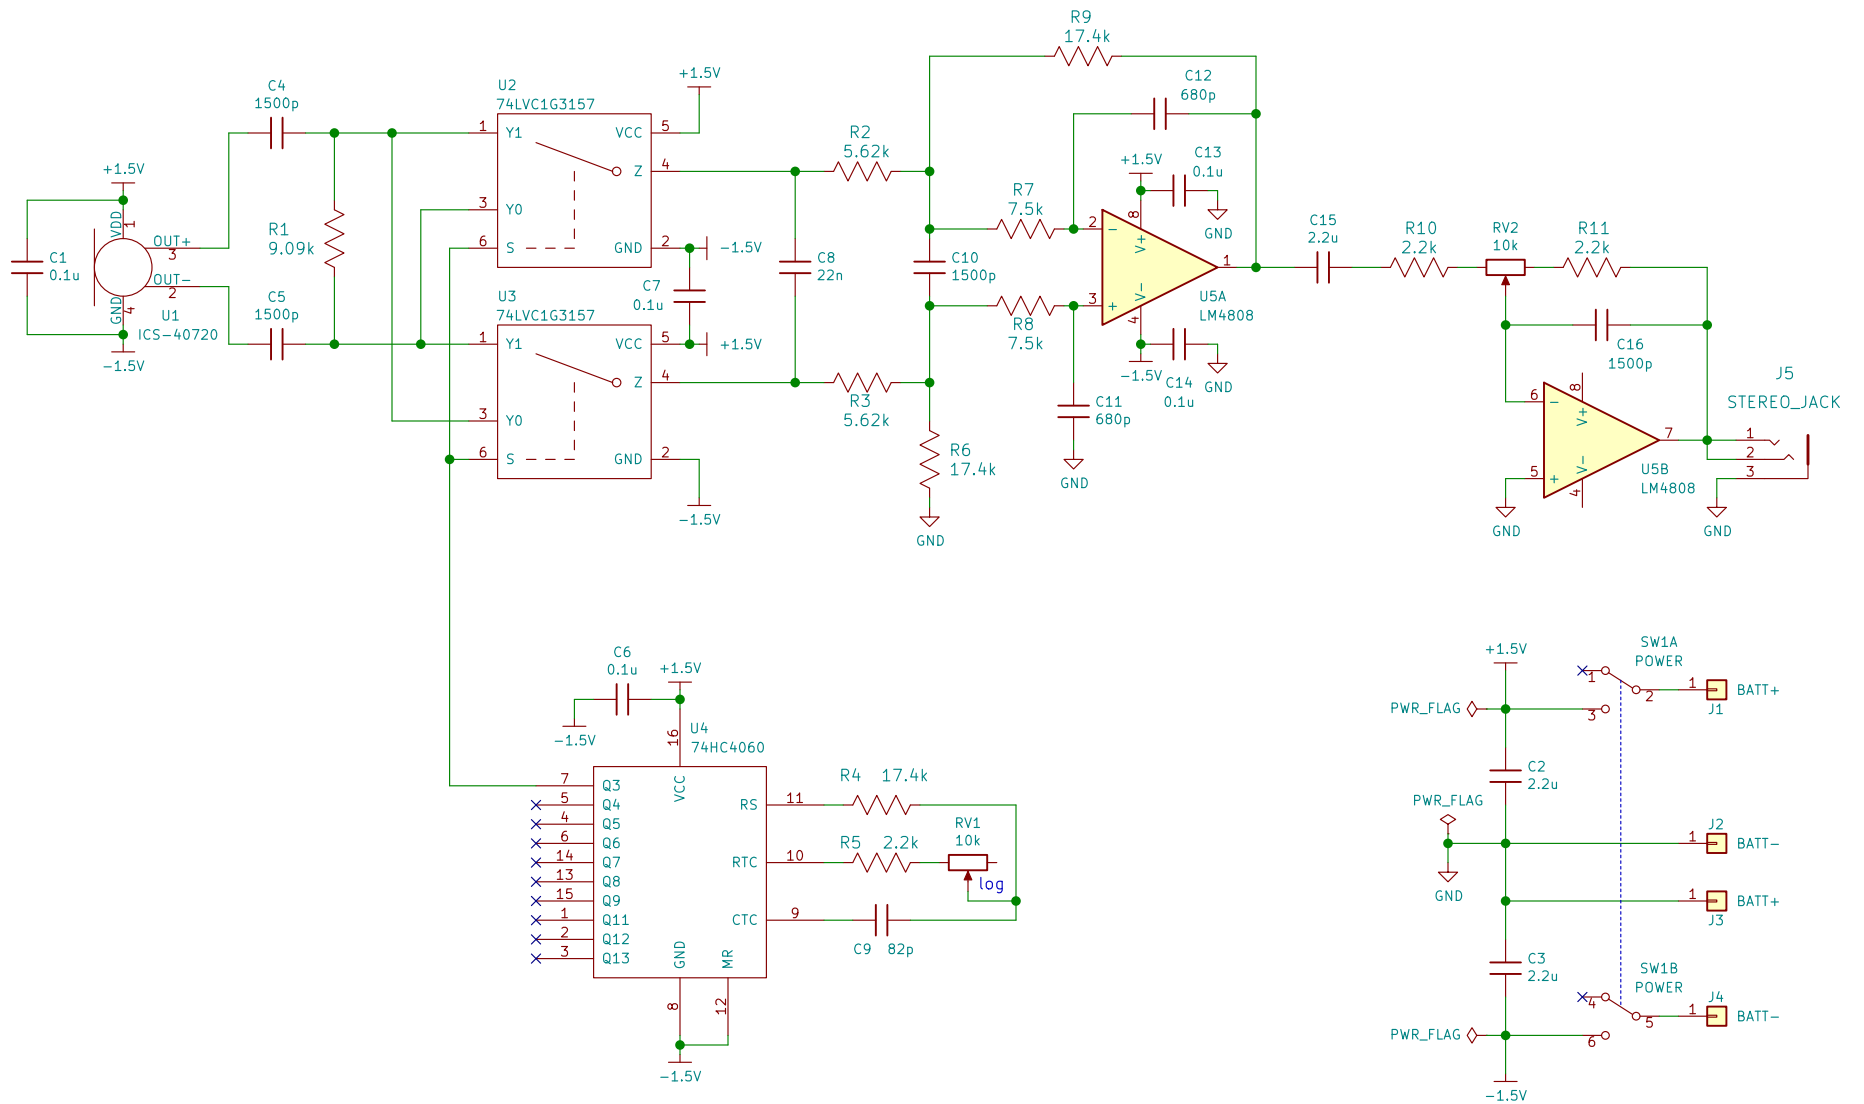 R9
17.4k
C12
680p
C4
1500p
U2
74LVC1G3157
+1.5V
1
Y1
VCC
5
Z
4
3
Y0
6
S
GND
2
-1.5V
R2
5.62k
C13
0.1u
+1.5V
GND
+1.5V
VDD
1
OUT+
3
OUT-
2
GND
4
U1
ICS-40720
-1.5V
C1
0.1u
R1
9.09k
C5
1500p
C7
0.1u
C8
22n
R7
7.5k
C10
1500p
R8
7.5k
2
-
3
+
8
V+
V-
4
1
U5A
LM4808
-1.5V
C14
0.1u
GND
C15
2.2u
R10
2.2k
RV2
10k
R11
2.2k
C16
1500p
U3
74LVC1G3157
1
Y1
VCC
5
+1.5V
Z
4
3
Y0
6
S
GND
2
-1.5V
R3
5.62k
C11
680p
GND
R6
17.4k
GND
6
-
5
+
8
V+
V-
4
7
U5B
LM4808
GND
J5
STEREO_JACK
1
2
3
GND
C6
0.1u
+1.5V
-1.5V
16
U4
74HC4060
VCC
7
Q3
5
Q4
4
Q5
6
Q6
14
Q7
13
Q8
15
Q9
1
Q11
2
Q12
3
Q13
RS
11
RTC
10
CTC
9
GND
MR
8
12
-1.5V
R4 17.4k
R5 2.2k
RV1
10k
log
C9 82p
+1.5V
SW1A
POWER
1
2
3
1
BATT+
J1
PWR_FLAG
C2
2.2u
PWR_FLAG
GND
J2
1
BATT-
1
BATT+
J3
C3
2.2u
SW1B
POWER
4
5
6
J4
1
BATT-
PWR_FLAG
-1.5V